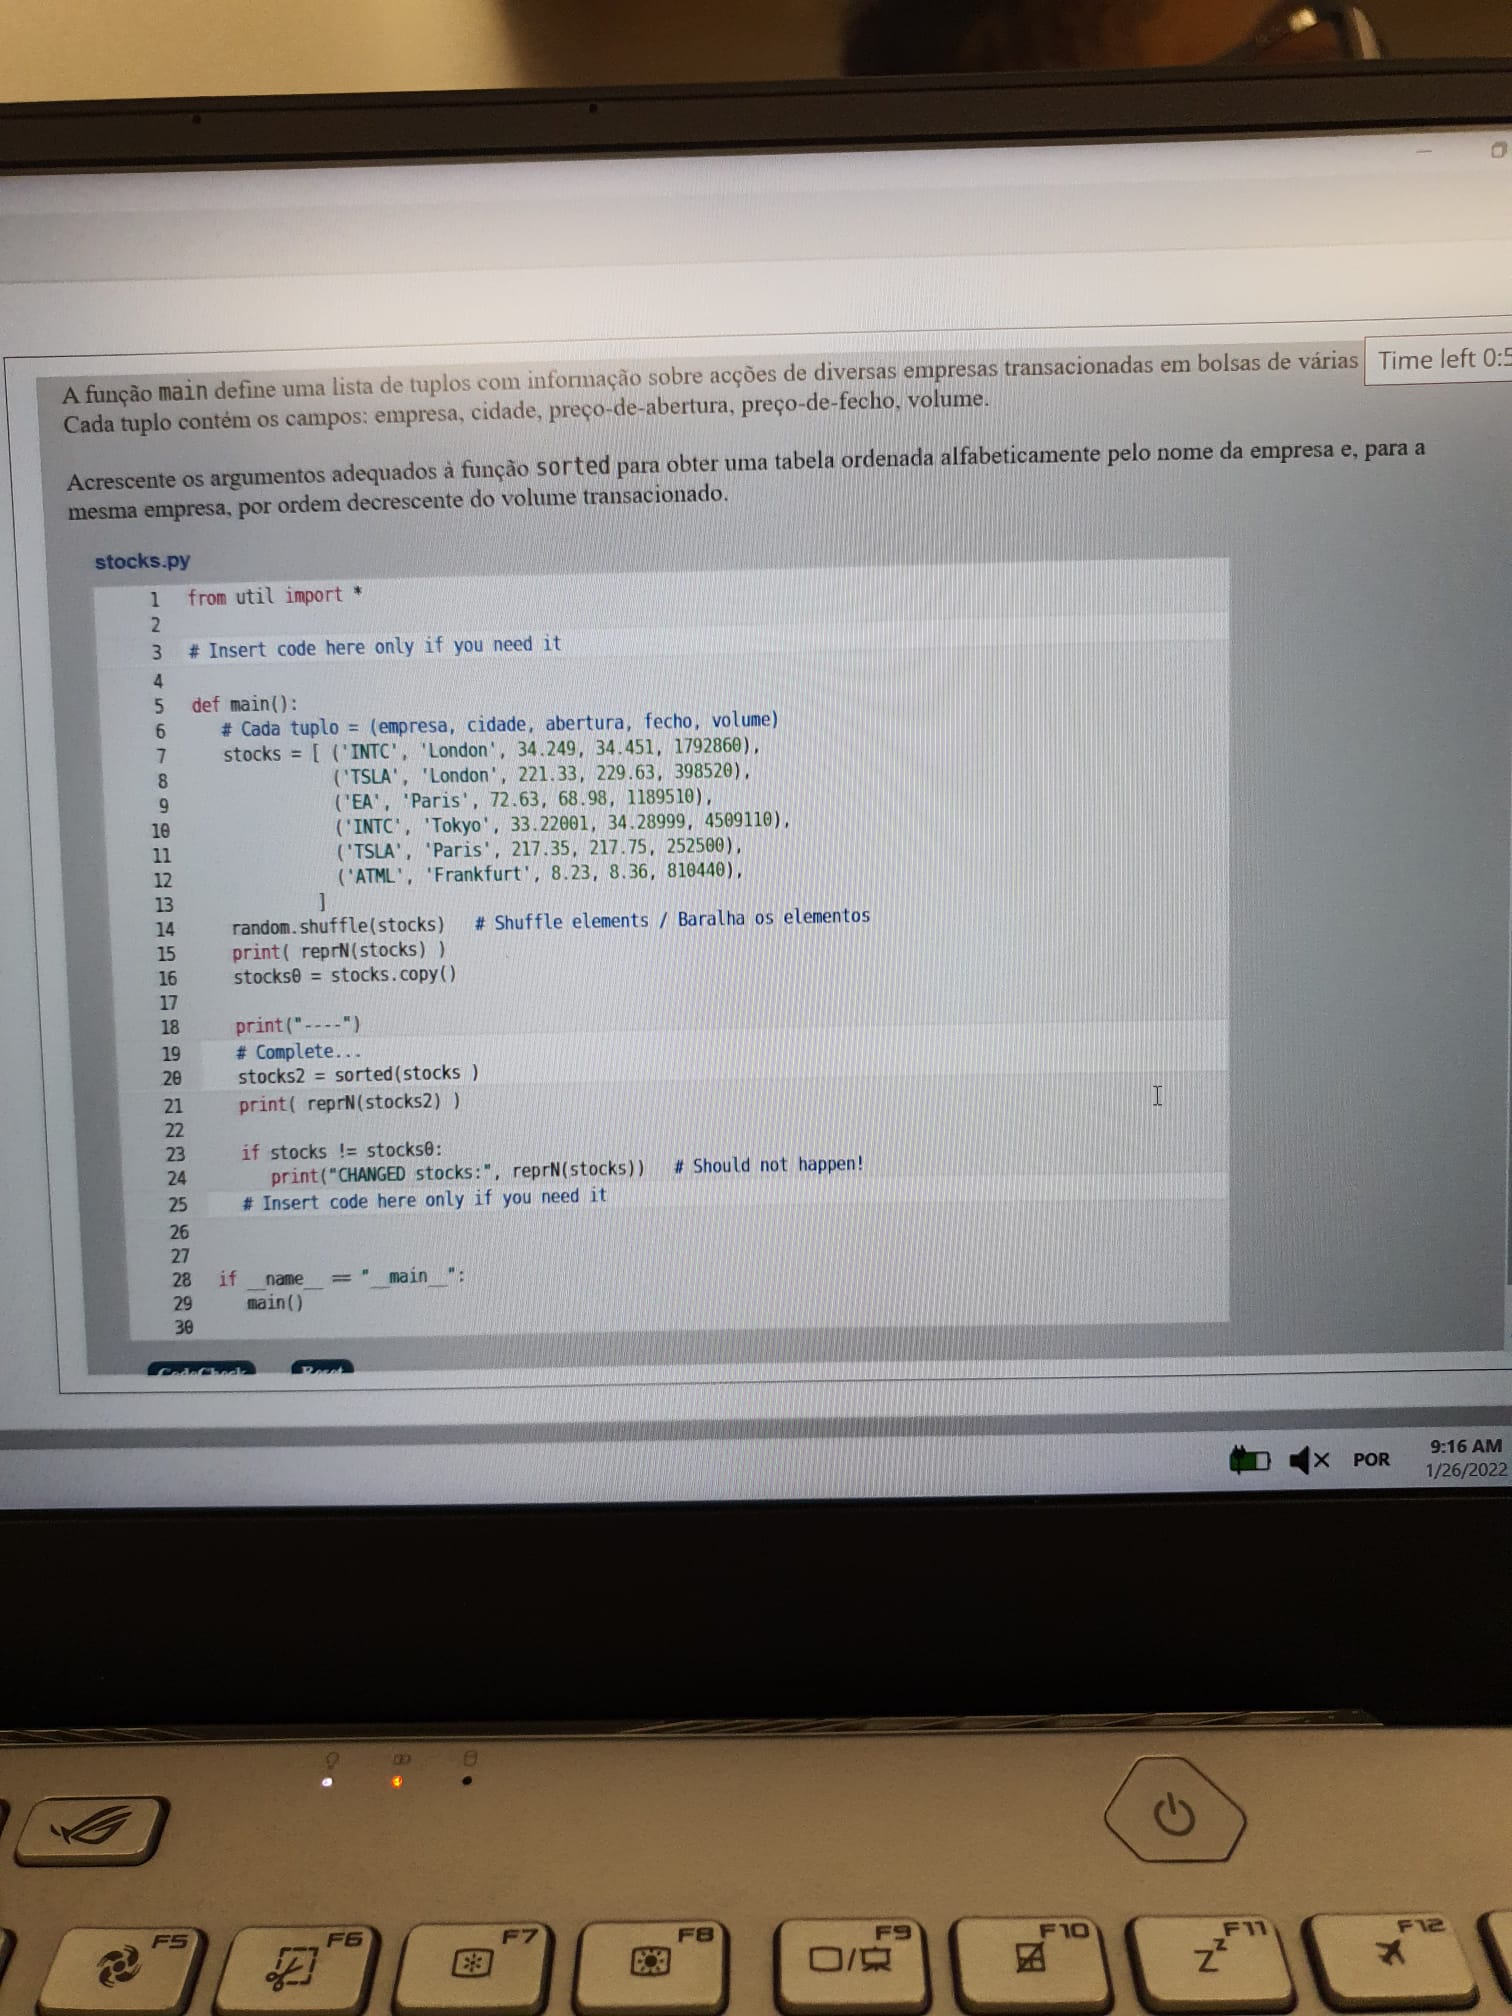 A função main define uma lista de tuplos com informação sobre acções de diversas empresas transacionadas em bolsas de várias
Time left 0:5
Cada tuplo contém os campos: empresa, cidade, preço-de-abertura, preço-de-fecho, volume.
Acrescente os argumentos adequados à função sorted para obter uma tabela ordenada alfabeticamente pelo nome da empresa e, para a
mesma empresa, por ordem decrescente do volume transacionado.
stocks.py
1 from util import *
2
3 # Insert code here only if you need it
4
5 def main():
6 # Cada tuplo = (empresa, cidade, abertura, fecho, volume)
7 stocks = [ ('INTC', 'London', 34.249, 34.451, 1792860),
8 ('TSLA', 'London', 221.33, 229.63, 398520),
9 ('EA', 'Paris', 72.63, 68.98, 1189510),
10 ('INTC', 'Tokyo', 33.22001, 34.28999, 4509110),
11 ('TSLA', 'Paris', 217.35, 217.75, 252500),
12 ('ATML', 'Frankfurt', 8.23, 8.36, 810440),
13 ]
14 random.shuffle(stocks) # Shuffle elements / Baralha os elementos
15 print( reprN(stocks) )
16 stocks0 = stocks.copy()
17
18 print("----")
19 # Complete...
20 stocks2 = sorted(stocks )
21 print( reprN(stocks2) )
22
23 if stocks != stocks0:
24 print("CHANGED stocks:", reprN(stocks)) # Should not happen!
25 # Insert code here only if you need it
26
27
28 if __name__ == "__main__":
29 main()
30
CodeCheck Reset
POR
9:16 AM
1/26/2022
F5 F6 F7 F8 F9 F10 F11 F12
Zz